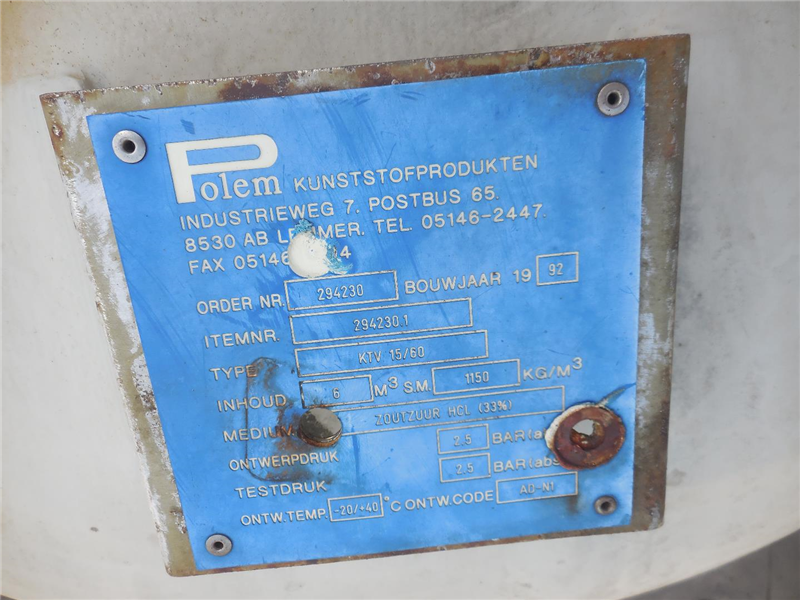 Polem KUNSTSTOFPRODUKTEN
INDUSTRIEWEG 7. POSTBUS 65.
8530 AB LEMMER. TEL. 05146-2447.
FAX 05146
ORDER NR. 294230 BOUWJAAR 19 92
ITEMNR. 294230.1
TYPE KTV 15/60
INHOUD 6 M³ S.M. 1150 KG/M³
MEDIUM ZOUTZUUR HCL (33%)
ONTWERPDRUK 2.5 BAR(a
TESTDRUK 2.5 BAR(abs
ONTW.TEMP. -20/+40 °C ONTW.CODE AD-N1